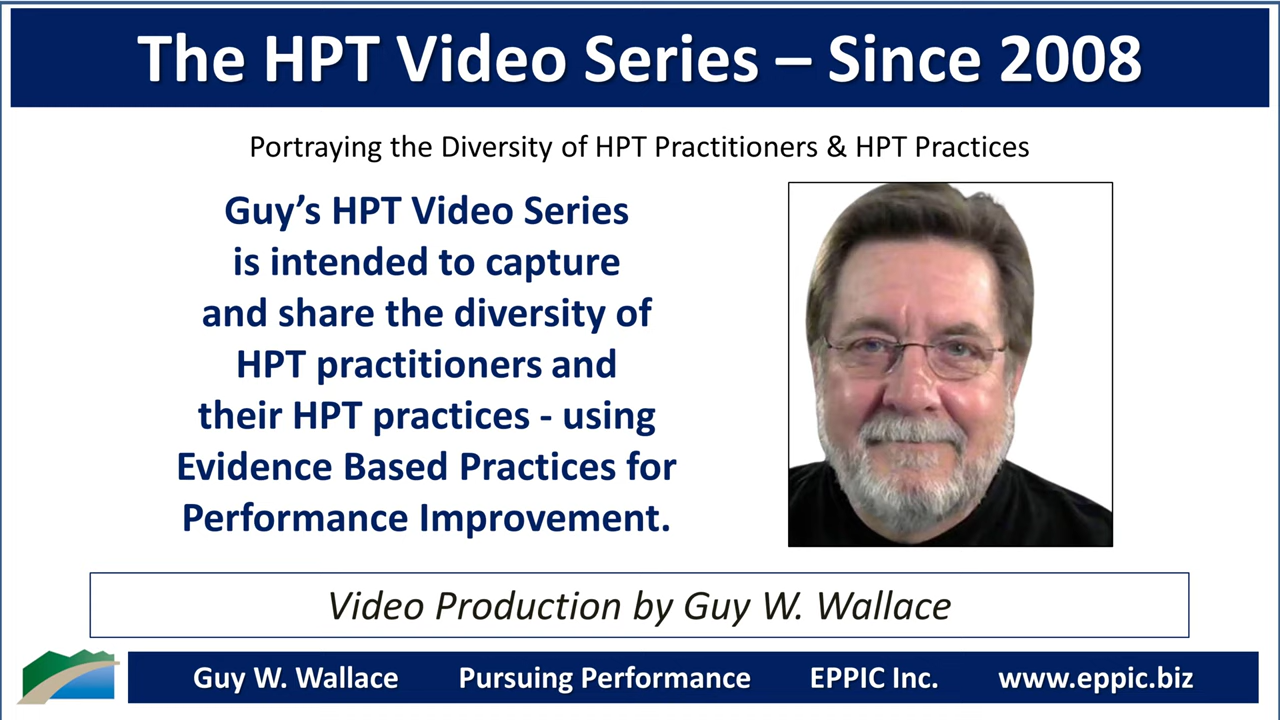 The HPT Video Series – Since 2008
Portraying the Diversity of HPT Practitioners & HPT Practices
Guy’s HPT Video Series
is intended to capture
and share the diversity of
HPT practitioners and
their HPT practices - using
Evidence Based Practices for
Performance Improvement.
Video Production by Guy W. Wallace
Guy W. Wallace Pursuing Performance EPPIC Inc. www.eppic.biz